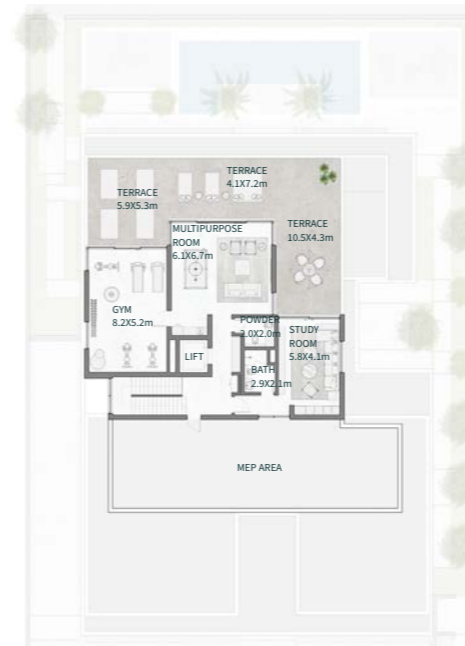 TERRACE
4.1X7.2m
TERRACE
5.9X5.3m
TERRACE
10.5X4.3m
MULTIPURPOSE
ROOM
6.1X6.7m
GYM
8.2X5.2m
POWDER
2.0X2.0m
STUDY
ROOM
5.8X4.1m
LIFT
BATH
2.9X2.1m
MEP AREA